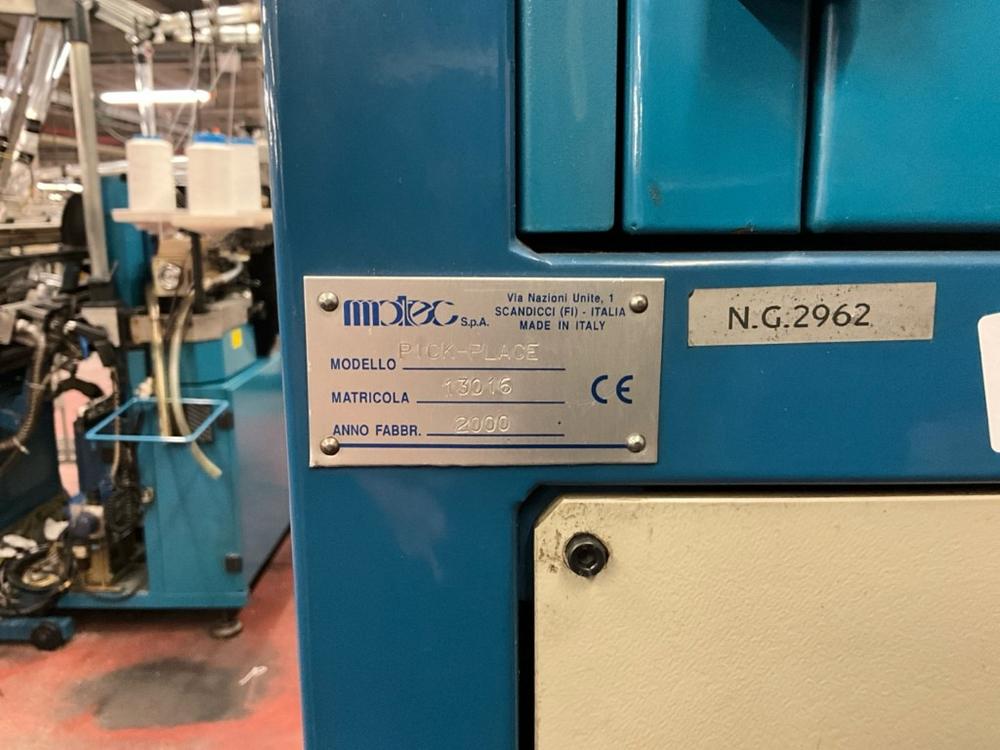 motec S.p.A.
Via Nazioni Unite, 1
SCANDICCI (FI) - ITALIA
MADE IN ITALY
MODELLO PICK-PLACE
MATRICOLA 13016
ANNO FABBR. 2000
CE
N.G.2962